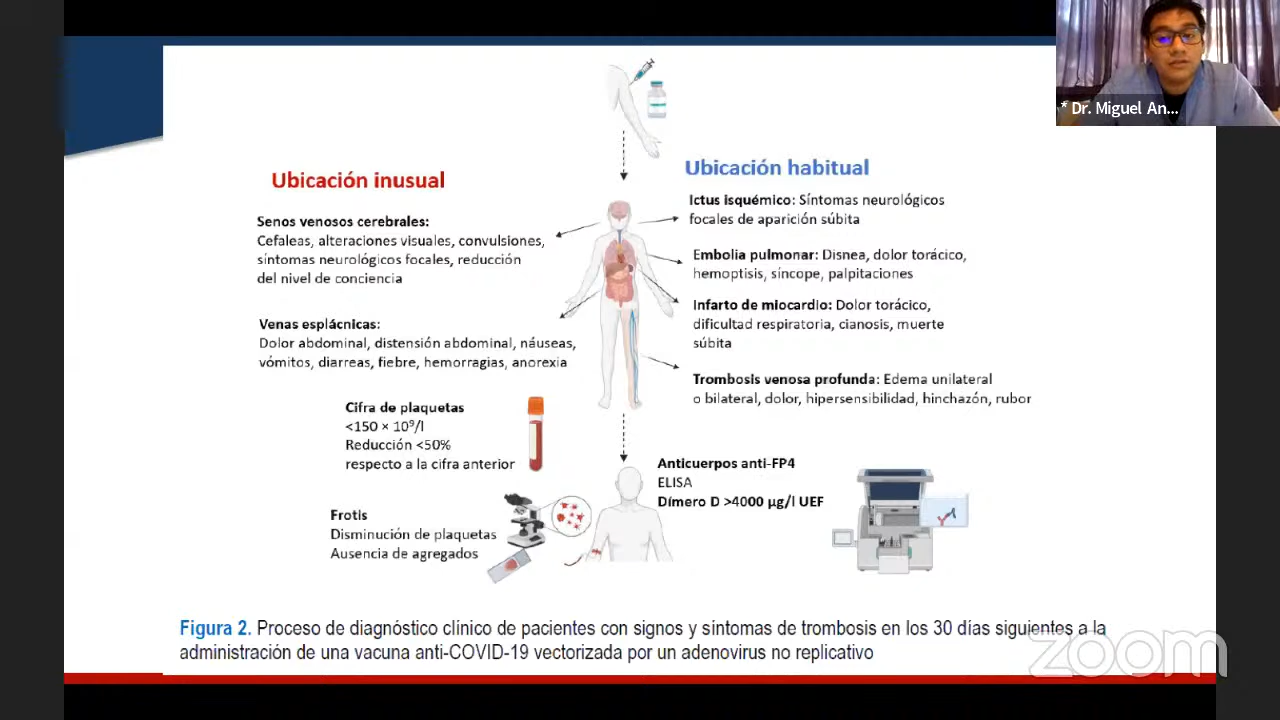 * Dr. Miguel An...
Ubicación inusual
Senos venosos cerebrales:
Cefaleas, alteraciones visuales, convulsiones,
síntomas neurológicos focales, reducción
del nivel de conciencia
Venas esplácnicas:
Dolor abdominal, distensión abdominal, náuseas,
vómitos, diarreas, fiebre, hemorragias, anorexia
Ubicación habitual
Ictus isquémico: Síntomas neurológicos
focales de aparición súbita
Embolia pulmonar: Disnea, dolor torácico,
hemoptisis, síncope, palpitaciones
Infarto de miocardio: Dolor torácico,
dificultad respiratoria, cianosis, muerte
súbita
Trombosis venosa profunda: Edema unilateral
o bilateral, dolor, hipersensibilidad, hinchazón, rubor
Cifra de plaquetas
<150 × 10⁹/l
Reducción <50%
respecto a la cifra anterior
Anticuerpos anti-FP4
ELISA
Dímero D >4000 μg/l UEF
Frotis
Disminución de plaquetas
Ausencia de agregados
Figura 2. Proceso de diagnóstico clínico de pacientes con signos y síntomas de trombosis en los 30 días siguientes a la
administración de una vacuna anti-COVID-19 vectorizada por un adenovirus no replicativo
zoom